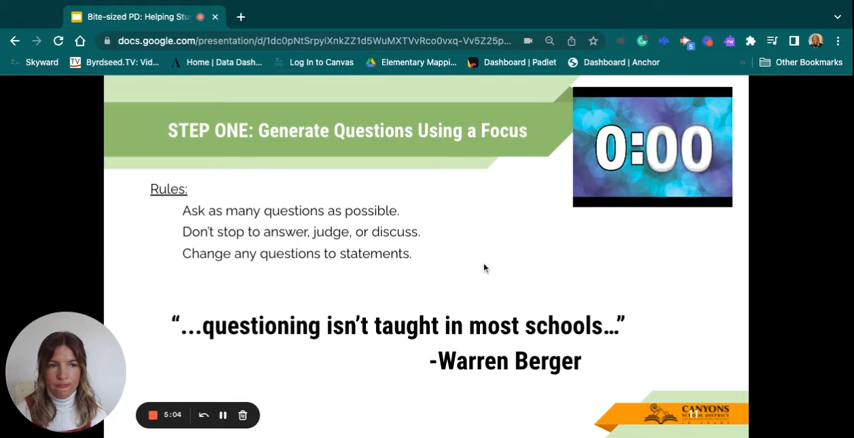 Bite-sized PD: Helping Stu
docs.google.com/presentation/d/1dc0pNtSrpyiXnkZZ1d5WuMXTVvRco0vxq-Vv5Z25p...
Skyward
Byrdseed.TV: Vid...
Home | Data Dash...
Log In to Canvas
Elementary Mappi...
Dashboard | Padlet
Dashboard | Anchor
Other Bookmarks
STEP ONE: Generate Questions Using a Focus
0:00
Rules:
Ask as many questions as possible.
Don't stop to answer, judge, or discuss.
Change any questions to statements.
“...questioning isn’t taught in most schools…”
-Warren Berger
5:04
CANYONS